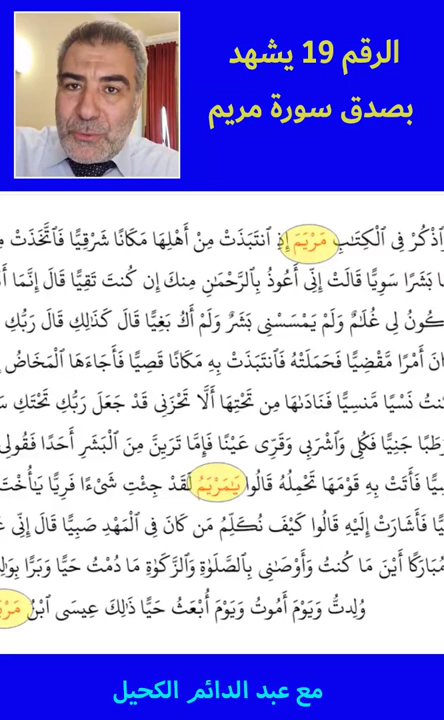 الرقم 19 يشهد
بصدق سورة مريم
ٱذْكُرْ فِى ٱلْكِتَـٰبِ مَرْيَمَ إِذِ ٱنتَبَذَتْ مِنْ أَهْلِهَا مَكَانًا شَرْقِيًّا فَٱتَّخَذَتْ
بَشَرًا سَوِيًّا قَالَتْ إِنِّى أَعُوذُ بِٱلرَّحْمَـٰنِ مِنكَ إِن كُنتَ تَقِيًّا قَالَ إِنَّمَا
لِى غُلَـٰمٌ وَلَمْ يَمْسَسْنِى بَشَرٌ وَلَمْ أَكُ بَغِيًّا قَالَ كَذَٰلِكِ قَالَ رَبُّكِ
أَمْرًا مَّقْضِيًّا فَحَمَلَتْهُ فَٱنتَبَذَتْ بِهِ مَكَانًا قَصِيًّا فَأَجَاءَهَا ٱلْمَخَاضُ
نَسْيًا مَّنسِيًّا فَنَادَىٰهَا مِن تَحْتِهَا أَلَّا تَحْزَنِى قَدْ جَعَلَ رَبُّكِ تَحْتَكِ
جَنِيًّا فَكُلِى وَٱشْرَبِى وَقَرِّى عَيْنًا فَإِمَّا تَرَيِنَّ مِنَ ٱلْبَشَرِ أَحَدًا فَقُولِى
فَأَتَتْ بِهِ قَوْمَهَا تَحْمِلُهُ قَالُوا يَـٰمَرْيَمُ لَقَدْ جِئْتِ شَيْءًا فَرِيًّا
فَأَشَارَتْ إِلَيْهِ قَالُوا كَيْفَ نُكَلِّمُ مَن كَانَ فِى ٱلْمَهْدِ صَبِيًّا قَالَ إِنِّى
مُبَارَكًا أَيْنَ مَا كُنتُ وَأَوْصَـٰنِى بِٱلصَّلَوٰةِ وَٱلزَّكَوٰةِ مَا دُمْتُ حَيًّا وَبَرًّا
وُلِدتُّ وَيَوْمَ أَمُوتُ وَيَوْمَ أُبْعَثُ حَيًّا ذَٰلِكَ عِيسَى ٱبْنُ
مع عبد الدائم الكحيل